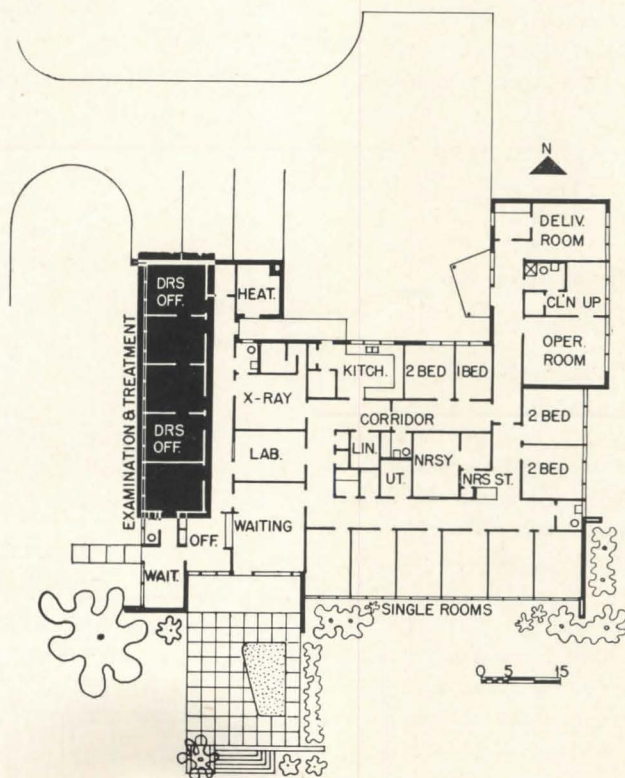 N
DELIV.
ROOM
DRS
OFF.
HEAT.
CL'N UP
OPER.
ROOM
KITCH.
2 BED
1 BED
X-RAY
EXAMINATION & TREATMENT
CORRIDOR
2 BED
DRS
OFF.
LAB.
LIN.
NRSY
2 BED
UT.
NRS ST.
WAITING
OFF.
WAIT.
SINGLE ROOMS
0 5 15